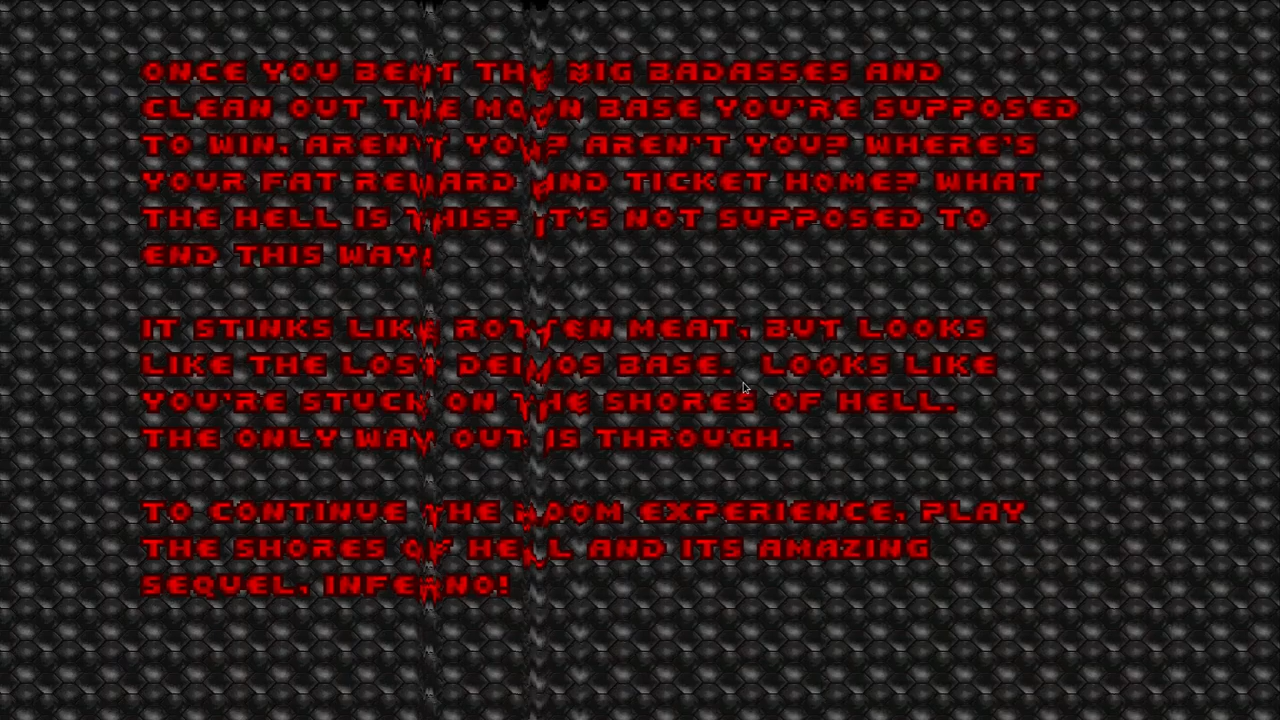 ONCE YOU BEAT THE BIG BADASSES AND
CLEAN OUT THE MOON BASE YOU'RE SUPPOSED
TO WIN, AREN'T YOU? AREN'T YOU? WHERE'S
YOUR FAT REWARD AND TICKET HOME? WHAT
THE HELL IS THIS? IT'S NOT SUPPOSED TO
END THIS WAY!
IT STINKS LIKE ROTTEN MEAT, BUT LOOKS
LIKE THE LOST DEIMOS BASE. LOOKS LIKE
YOU'RE STUCK ON THE SHORES OF HELL.
THE ONLY WAY OUT IS THROUGH.
TO CONTINUE THE DOOM EXPERIENCE, PLAY
THE SHORES OF HELL AND ITS AMAZING
SEQUEL, INFERNO!